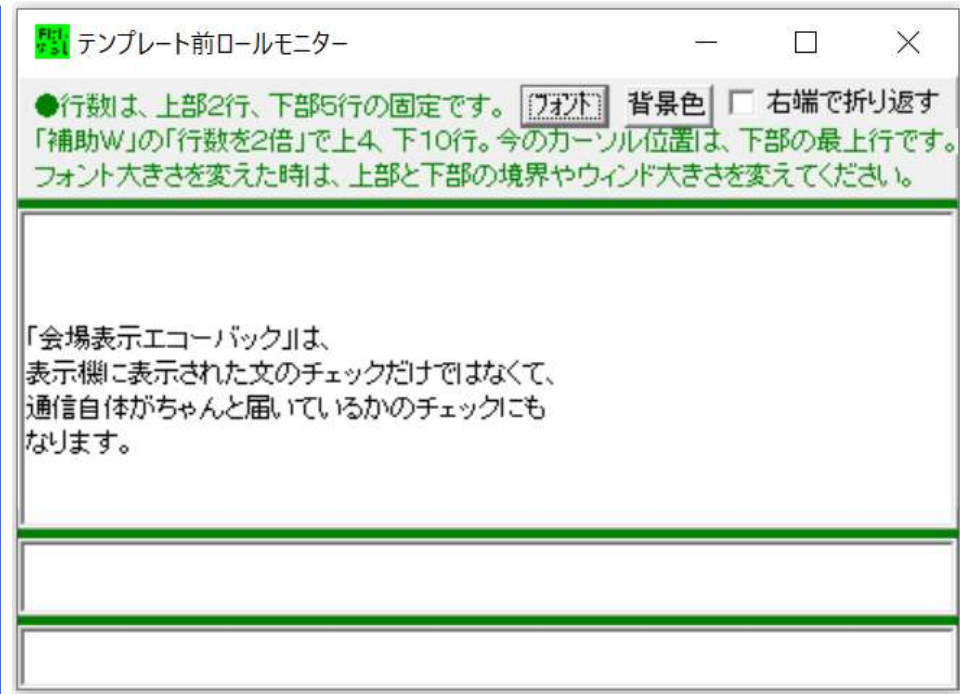 テンプレート前ロールモニター
●行数は、上部2行、下部5行の固定です。 フォント 背景色 右端で折り返す
「補助W」の「行数を2倍」で上4、下10行。今のカーソル位置は、下部の最上行です。
フォント大きさを変えた時は、上部と下部の境界やウィンド大きさを変えてください。
「会場表示エコーバック」は、
表示機に表示された文のチェックだけではなくて、
通信自体がちゃんと届いているかのチェックにも
なります。